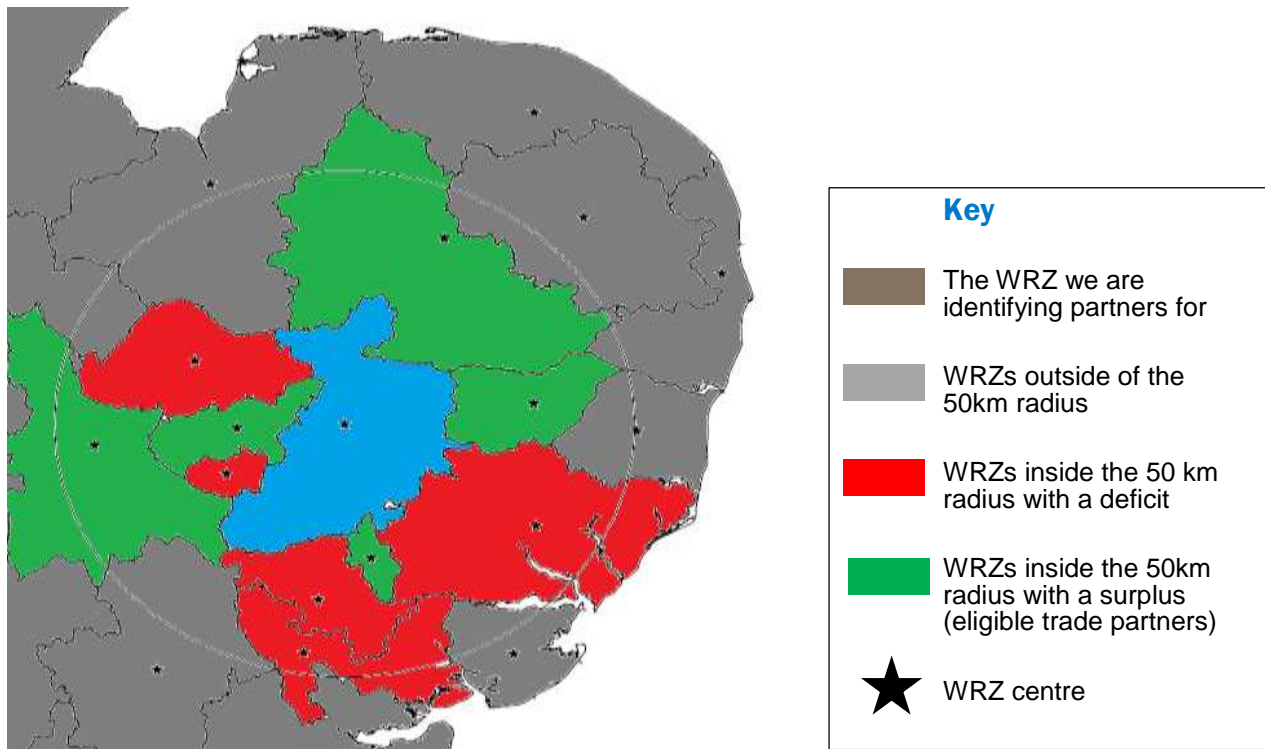 Key
The WRZ we are
identifying partners for
WRZs outside of the
50km radius
WRZs inside the 50 km
radius with a deficit
WRZs inside the 50km
radius with a surplus
(eligible trade partners)
WRZ centre